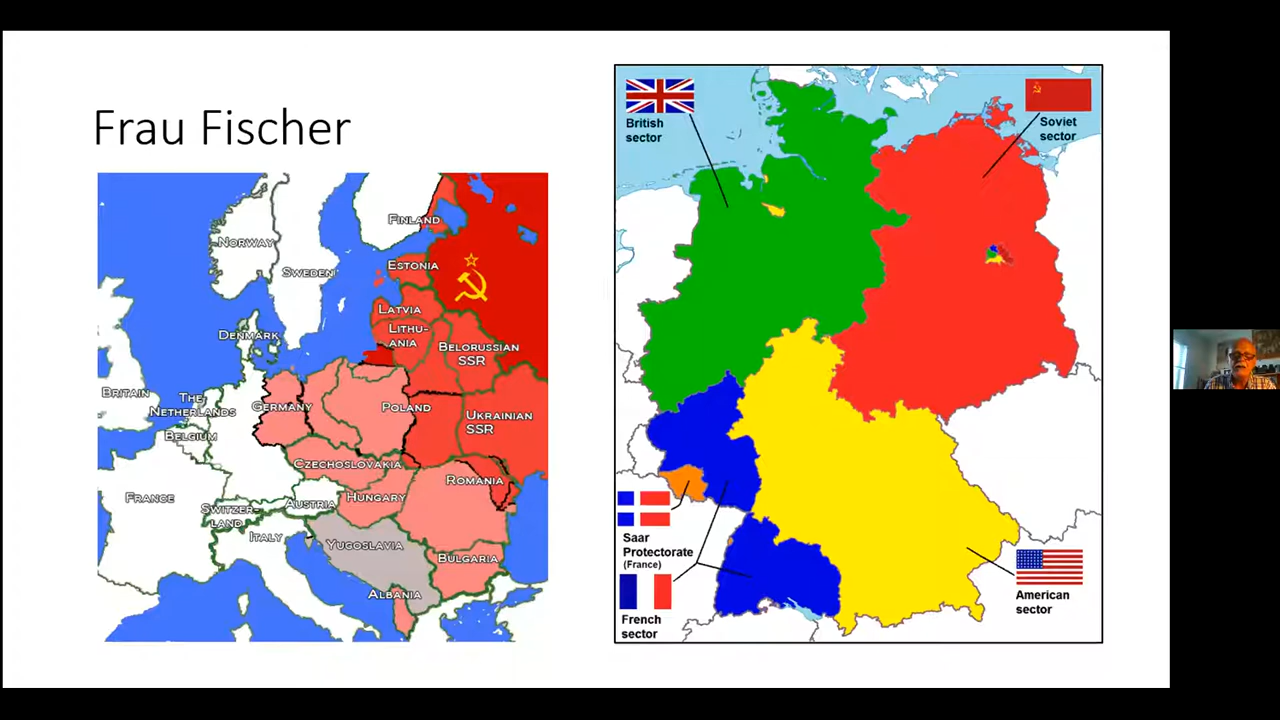 Frau Fischer
FINLAND
NORWAY
SWEDEN
ESTONIA
LATVIA
LITHU-
ANIA
DENMARK
BELORUSSIAN
SSR
BRITAIN
THE
NETHERLANDS
GERMANY
POLAND
UKRAINIAN
SSR
BELGIUM
CZECHOSLOVAKIA
FRANCE
AUSTRIA
HUNGARY
ROMANIA
SWITZER-
LAND
ITALY
YUGOSLAVIA
BULGARIA
ALBANIA
British
sector
Soviet
sector
Saar
Protectorate
(France)
French
sector
American
sector